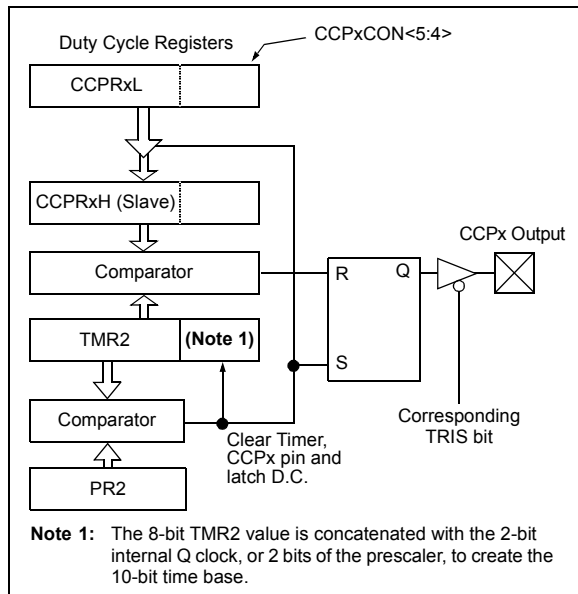 Duty Cycle Registers
CCPxCON<5:4>
CCPRxL
CCPRxH (Slave)
CCPx Output
Comparator
R
Q
TMR2
(Note 1)
S
Comparator
Clear Timer,
CCPx pin and
latch D.C.
Corresponding
TRIS bit
PR2
Note 1: The 8-bit TMR2 value is concatenated with the 2-bit
internal Q clock, or 2 bits of the prescaler, to create the
10-bit time base.